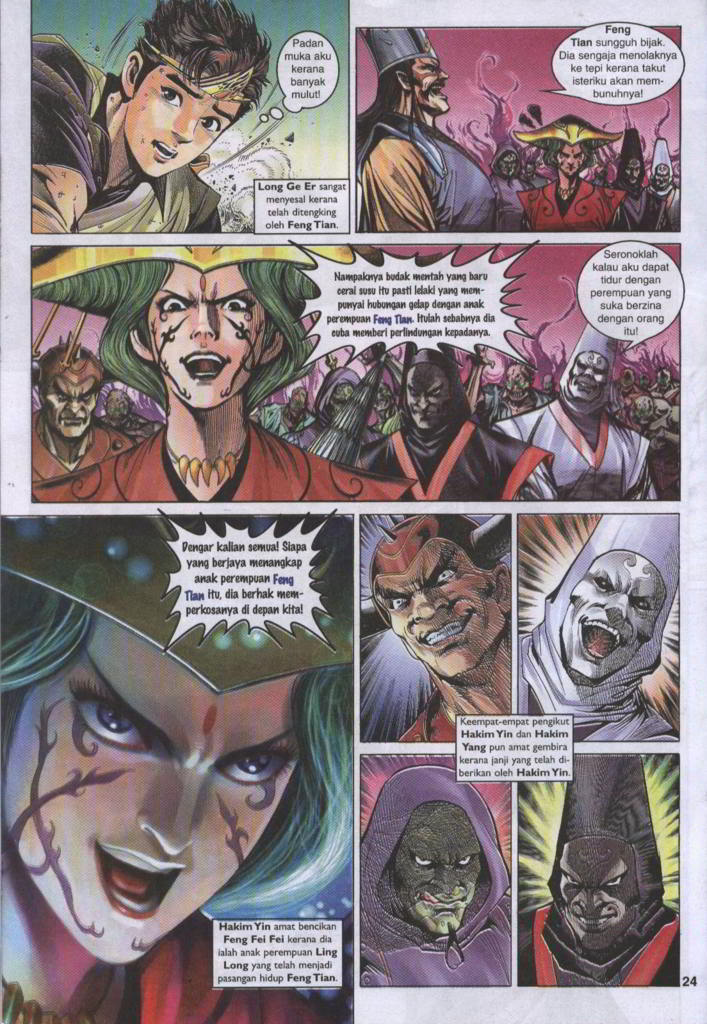 Padan
muka aku
kerana
banyak
mulut!
Long Ge Er sangat
menyesal kerana
telah ditengking
oleh Feng Tian.
Feng
Tian sungguh bijak.
Dia sengaja menolaknya
ke tepi kerana takut
isteriku akan mem-
bunuhnya!
Nampaknya budak mentah yang baru
cerai susu itu pasti lelaki yang mem-
punyai hubungan gelap dengan anak
perempuan Feng Tian. Itulah sebabnya dia
cuba memberi perlindungan kepadanya.
Seronoklah
kalau aku dapat
tidur dengan
perempuan yang
suka berzina
dengan orang
itu!
Dengar kalian semua! Siapa
yang berjaya menangkap
anak perempuan Feng
Tian itu, dia berhak mem-
perkosanya di depan kita!
Hakim Yin amat bencikan
Feng Fei Fei kerana dia
ialah anak perempuan Ling
Long yang telah menjadi
pasangan hidup Feng Tian.
Keempat-empat pengikut
Hakim Yin dan Hakim
Yang pun amat gembira
kerana janji yang telah di-
berikan oleh Hakim Yin.
24